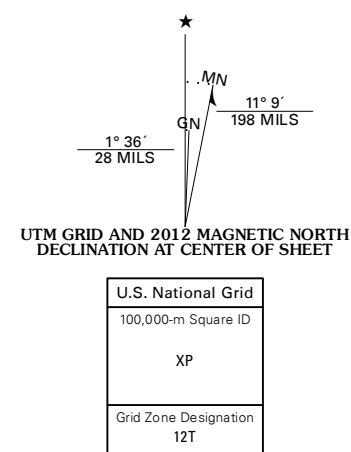 ★
MN
GN
11° 9´
198 MILS
1° 36´
28 MILS
UTM GRID AND 2012 MAGNETIC NORTH
DECLINATION AT CENTER OF SHEET
U.S. National Grid
100,000-m Square ID
XP
Grid Zone Designation
12T